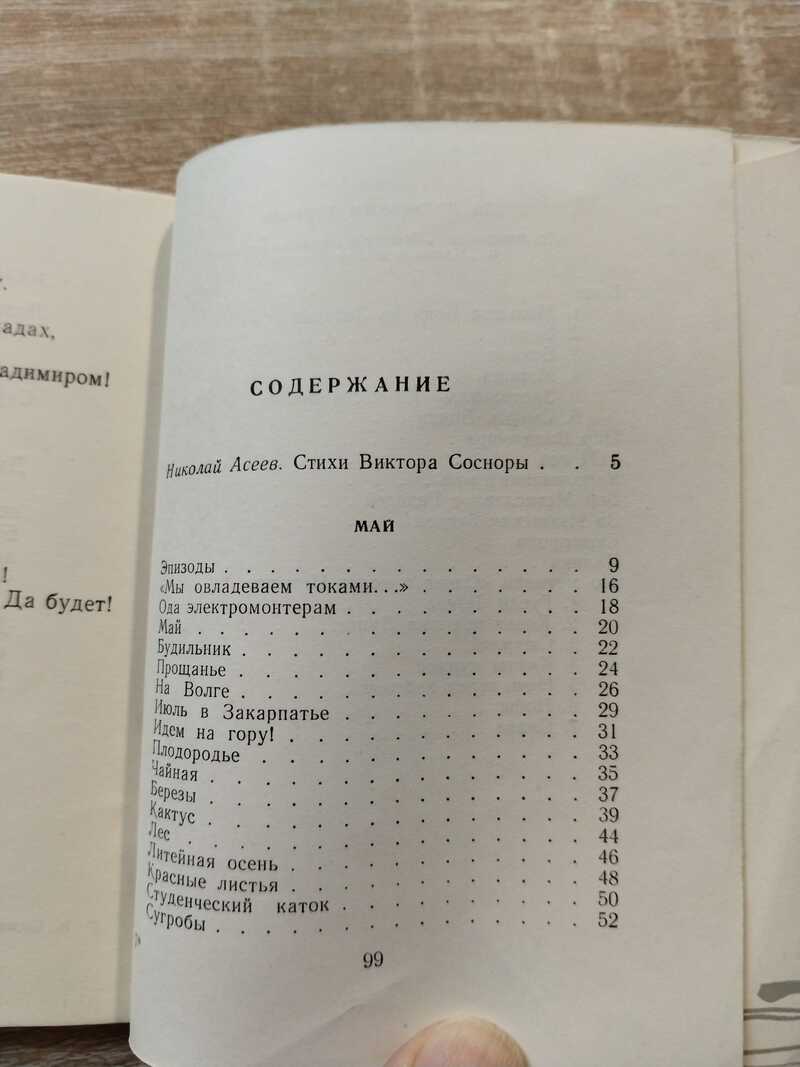 адах,
адимиром!
!
Да будет!
СОДЕРЖАНИЕ
Николай Асеев. Стихи Виктора Сосноры . . 5
МАЙ
Эпизоды . . . . . . . . . . . . . 9
«Мы овладеваем токами...» . . . . . . . 16
Ода электромонтерам . . . . . . . . . 18
Май . . . . . . . . . . . . . . 20
Будильник . . . . . . . . . . . . 22
Прощанье . . . . . . . . . . . . 24
На Волге . . . . . . . . . . . . 26
Июль в Закарпатье . . . . . . . . . 29
Идем на гору! . . . . . . . . . . . 31
Плодородье . . . . . . . . . . . . 33
Чайная . . . . . . . . . . . . . 35
Березы . . . . . . . . . . . . . 37
Кактус . . . . . . . . . . . . . 39
Лес . . . . . . . . . . . . . . 44
Литейная осень . . . . . . . . . . 46
Красные листья . . . . . . . . . . 48
Студенческий каток . . . . . . . . . 50
Сугробы . . . . . . . . . . . . . 52
99